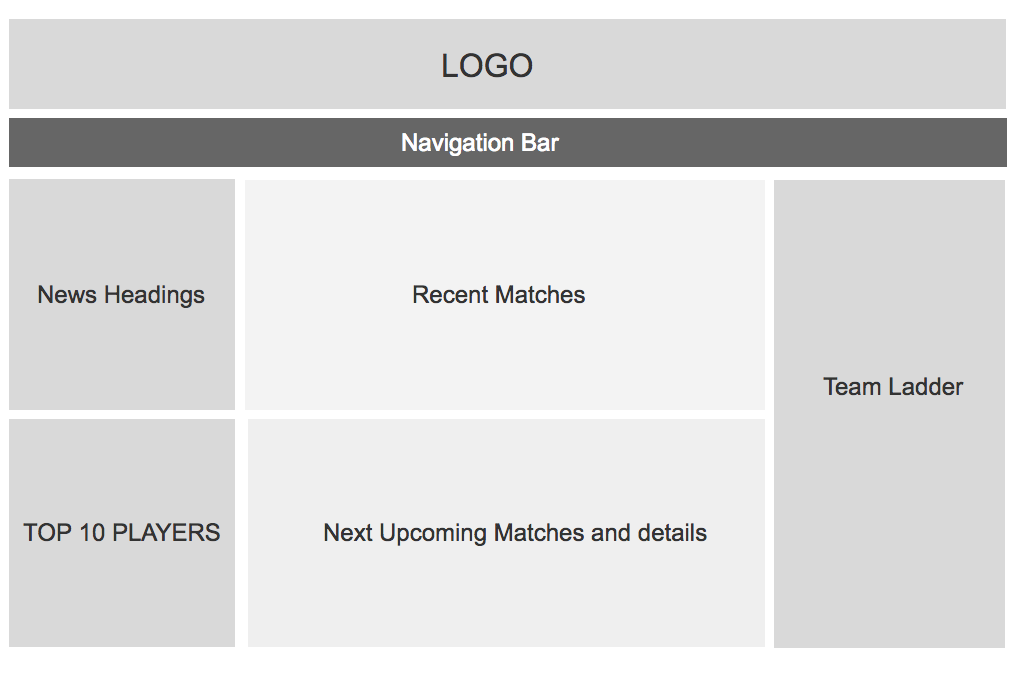 LOGO
Navigation Bar
News Headings
Recent Matches
Team Ladder
TOP 10 PLAYERS
Next Upcoming Matches and details